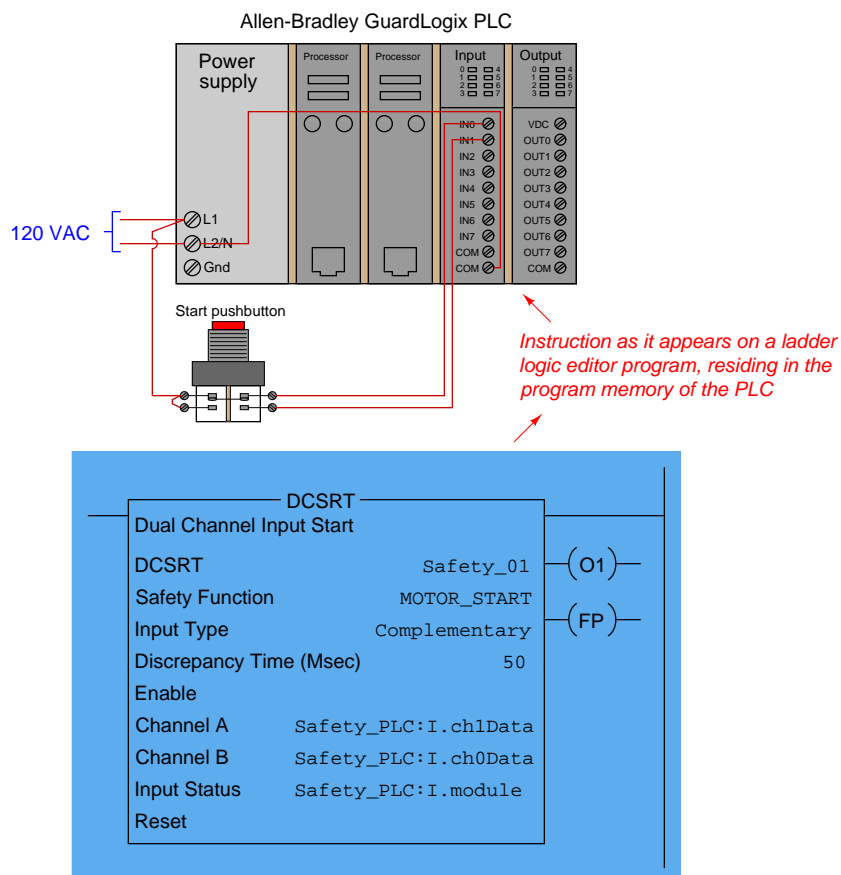 Allen-Bradley GuardLogix PLC
Power supply
Processor
Processor
Input
0 4
1 5
2 6
3 7
Output
0 4
1 5
2 6
3 7
IN0
IN1
IN2
IN3
IN4
IN5
IN6
IN7
COM
COM
VDC
OUT0
OUT1
OUT2
OUT3
OUT4
OUT5
OUT6
OUT7
COM
120 VAC
L1
L2/N
Gnd
Start pushbutton
Instruction as it appears on a ladder
logic editor program, residing in the
program memory of the PLC
DCSRT
Dual Channel Input Start
DCSRT Safety_01
Safety Function MOTOR_START
Input Type Complementary
Discrepancy Time (Msec) 50
Enable
Channel A Safety_PLC:I.ch1Data
Channel B Safety_PLC:I.ch0Data
Input Status Safety_PLC:I.module
Reset
O1
FP